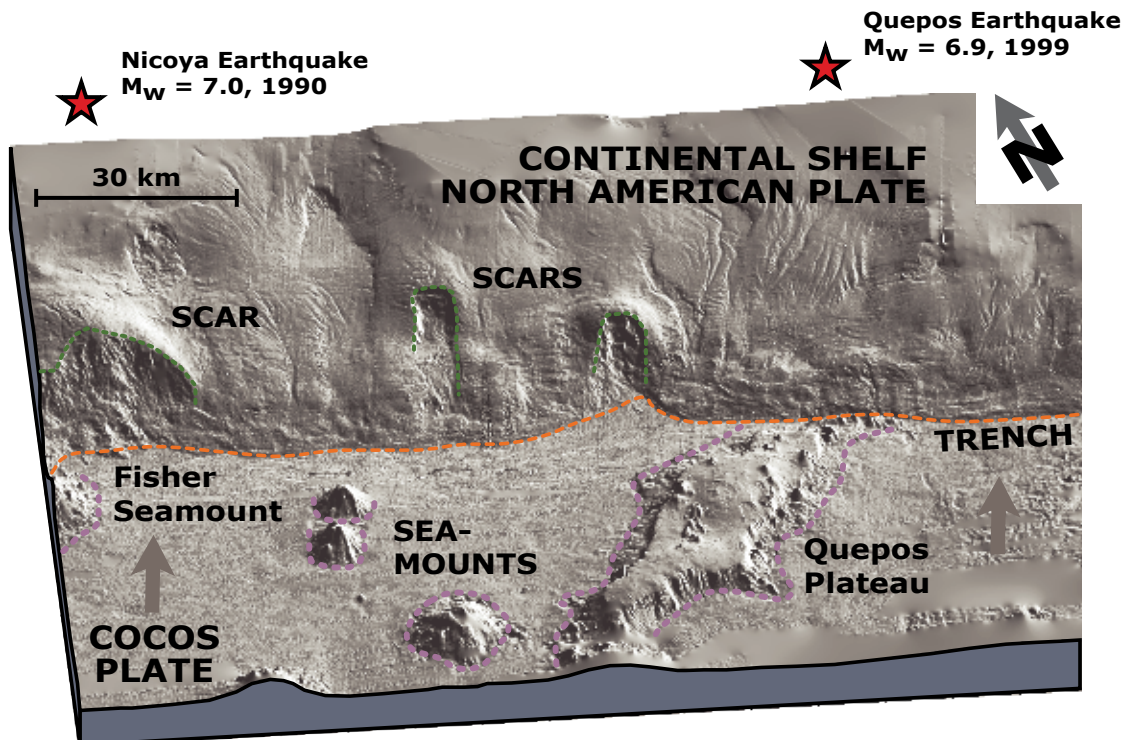 Quepos Earthquake
Mw = 6.9, 1999
Nicoya Earthquake
Mw = 7.0, 1990
N
CONTINENTAL SHELF
NORTH AMERICAN PLATE
30 km
SCARS
SCAR
TRENCH
Fisher
Seamount
SEA-
MOUNTS
Quepos
Plateau
COCOS
PLATE